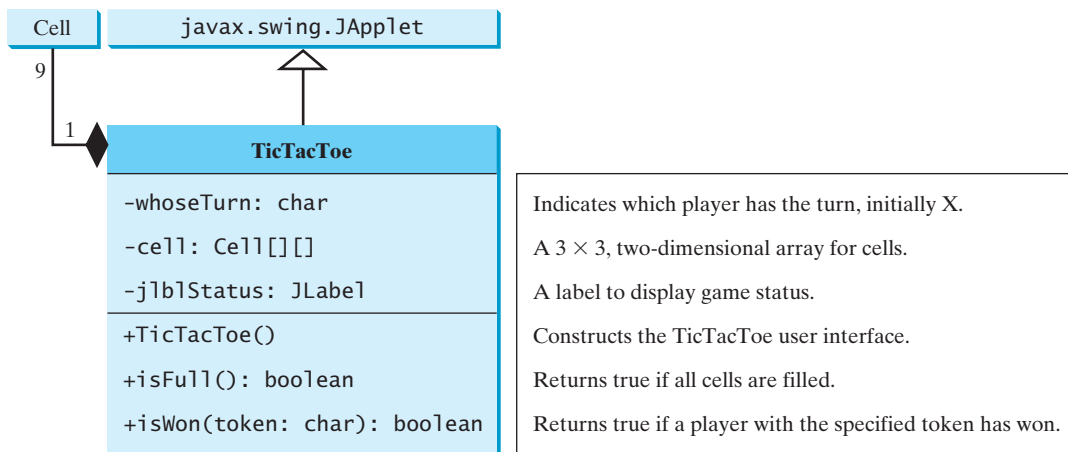 Cell
javax.swing.JApplet
9
1
TicTacToe
-whoseTurn: char
Indicates which player has the turn, initially X.
-cell: Cell[][]
A 3 × 3, two-dimensional array for cells.
-jlblStatus: JLabel
A label to display game status.
+TicTacToe()
Constructs the TicTacToe user interface.
+isFull(): boolean
Returns true if all cells are filled.
+isWon(token: char): boolean
Returns true if a player with the specified token has won.